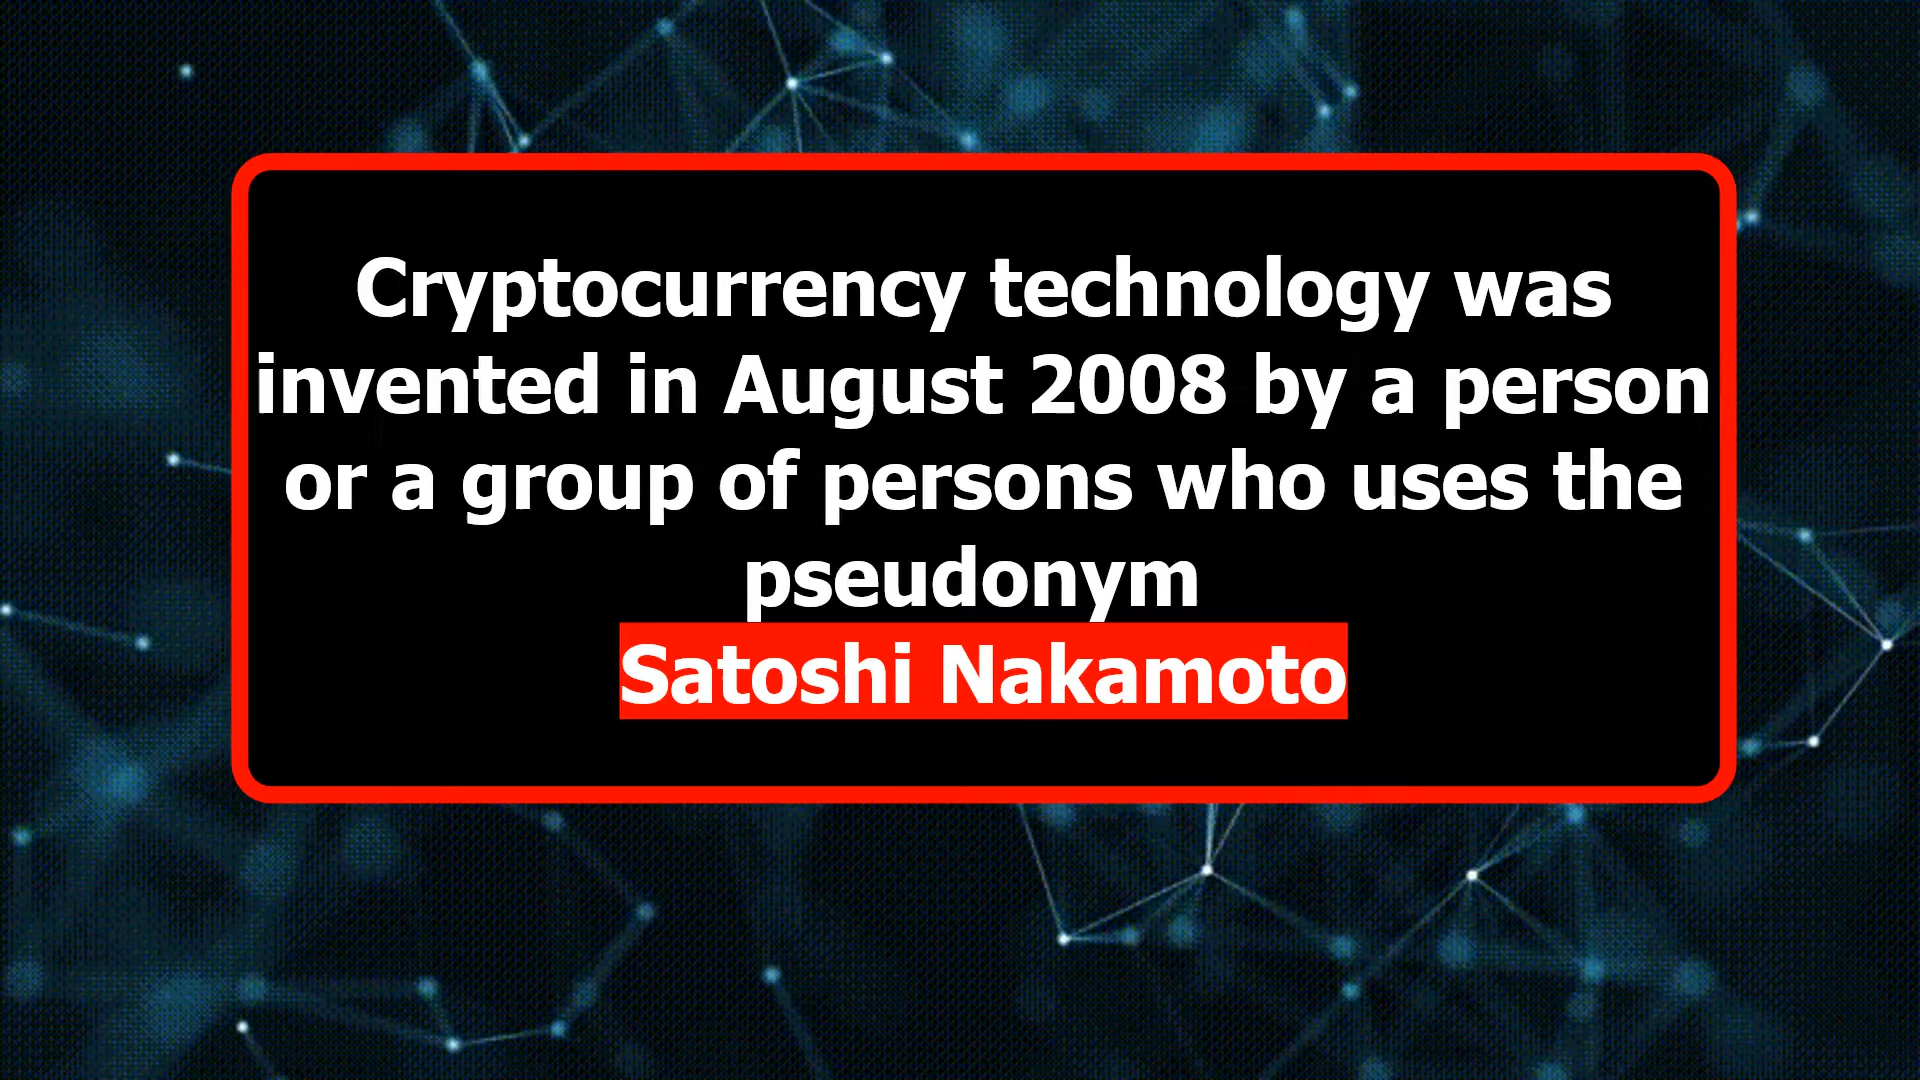 Cryptocurrency technology was
invented in August 2008 by a person
or a group of persons who uses the
pseudonym
Satoshi Nakamoto